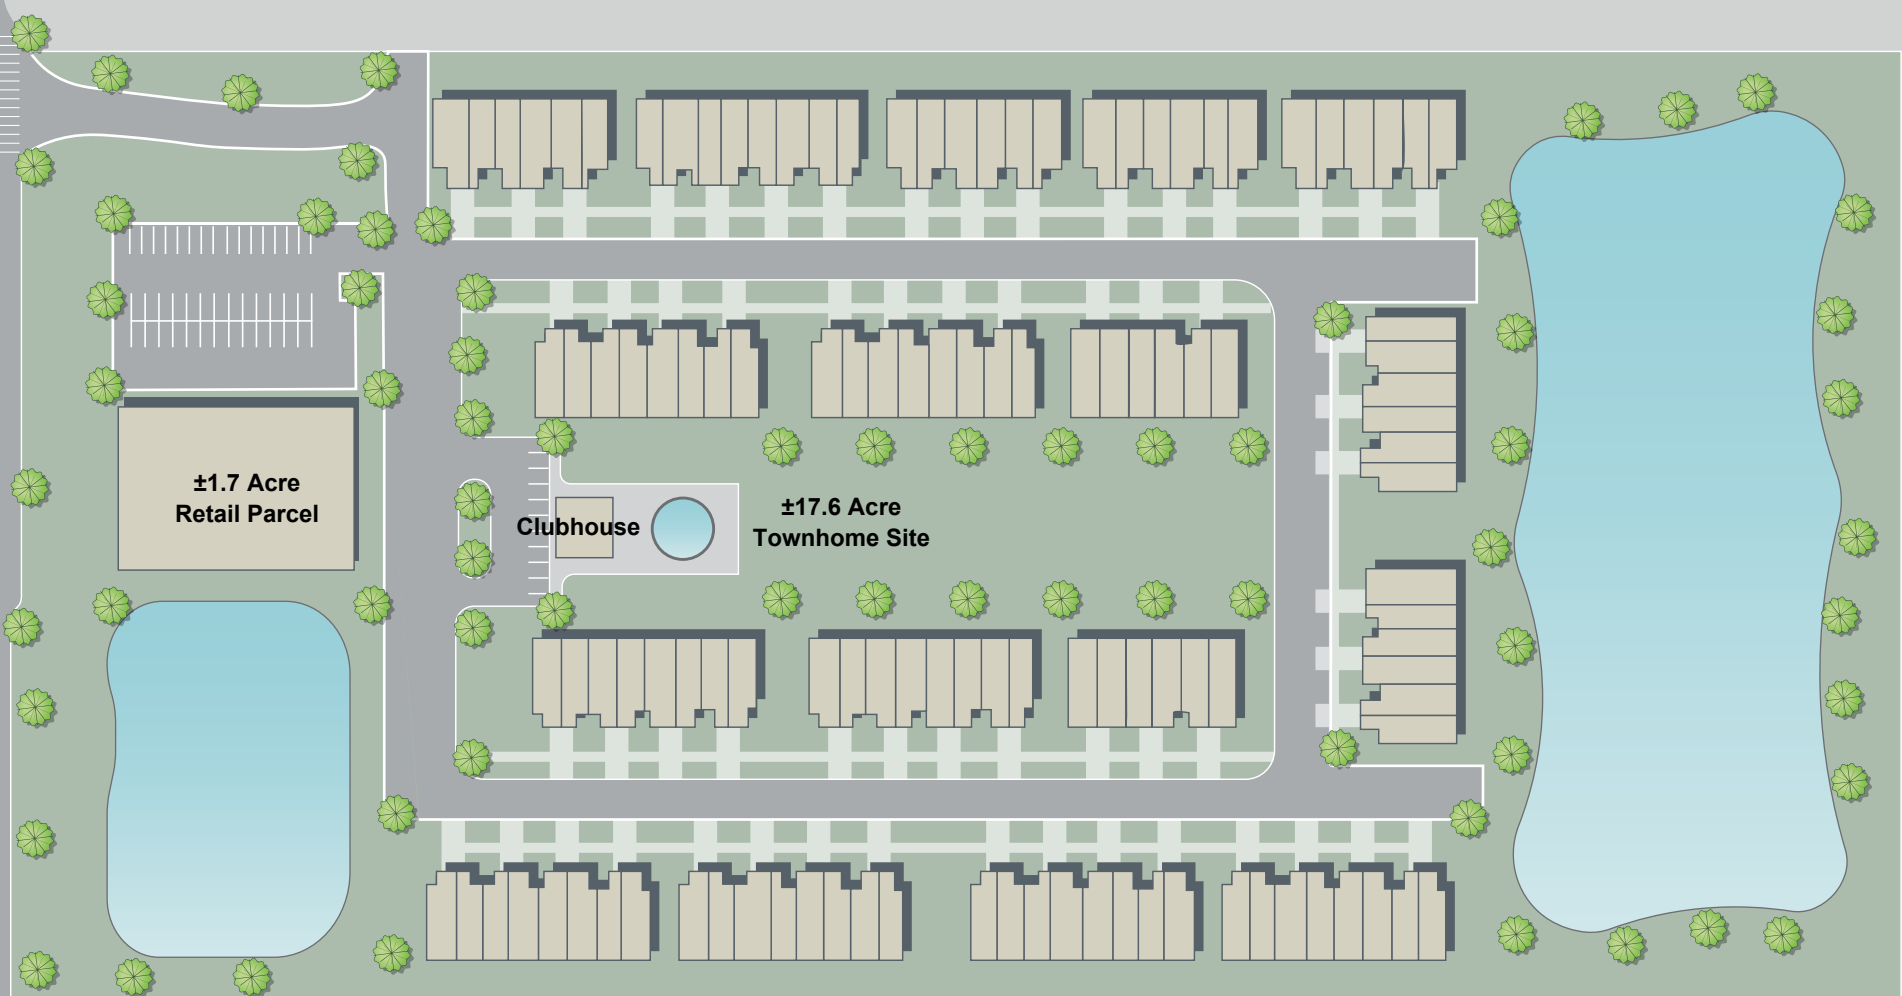 ±1.7 Acre
Retail Parcel
Clubhouse
±17.6 Acre
Townhome Site